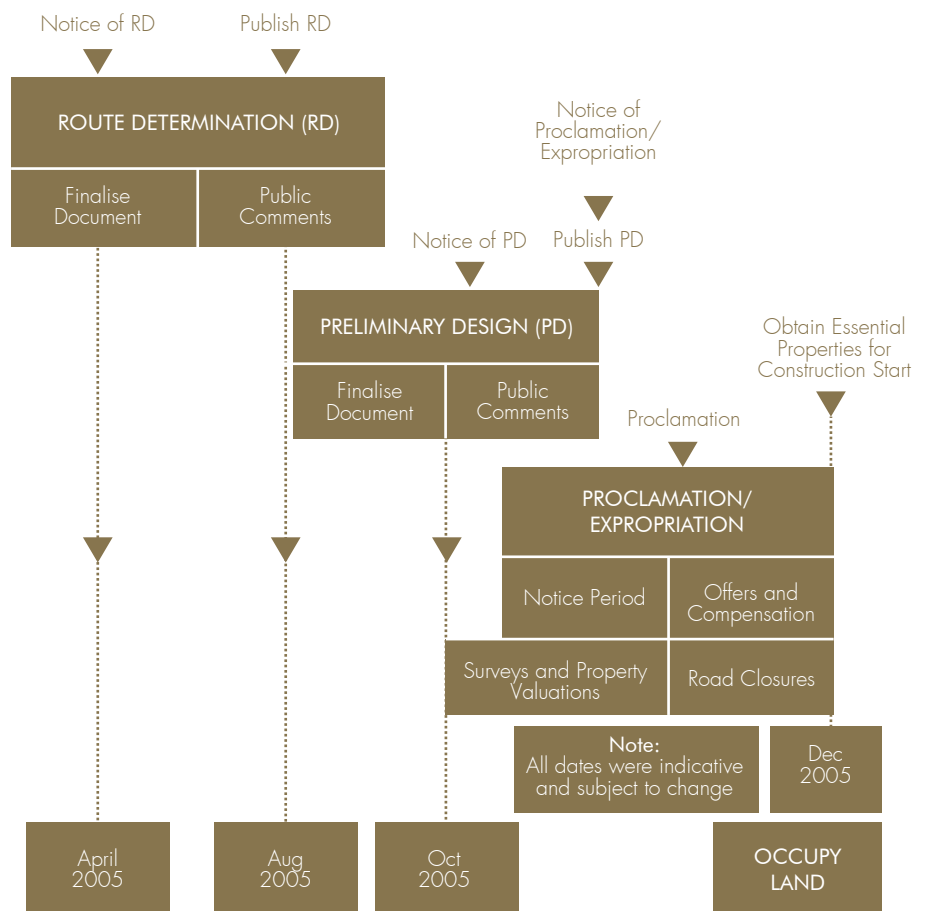 Notice of RD
Publish RD
ROUTE DETERMINATION (RD)
Finalise
Document
Public
Comments
Notice of
Proclamation/
Expropriation
Notice of PD
Publish PD
PRELIMINARY DESIGN (PD)
Finalise
Document
Public
Comments
Obtain Essential
Properties for
Construction Start
Proclamation
PROCLAMATION/
EXPROPRIATION
Notice Period
Offers and
Compensation
Surveys and Property
Valuations
Road Closures
Note:
All dates were indicative
and subject to change
Dec
2005
April
2005
Aug
2005
Oct
2005
OCCUPY
LAND